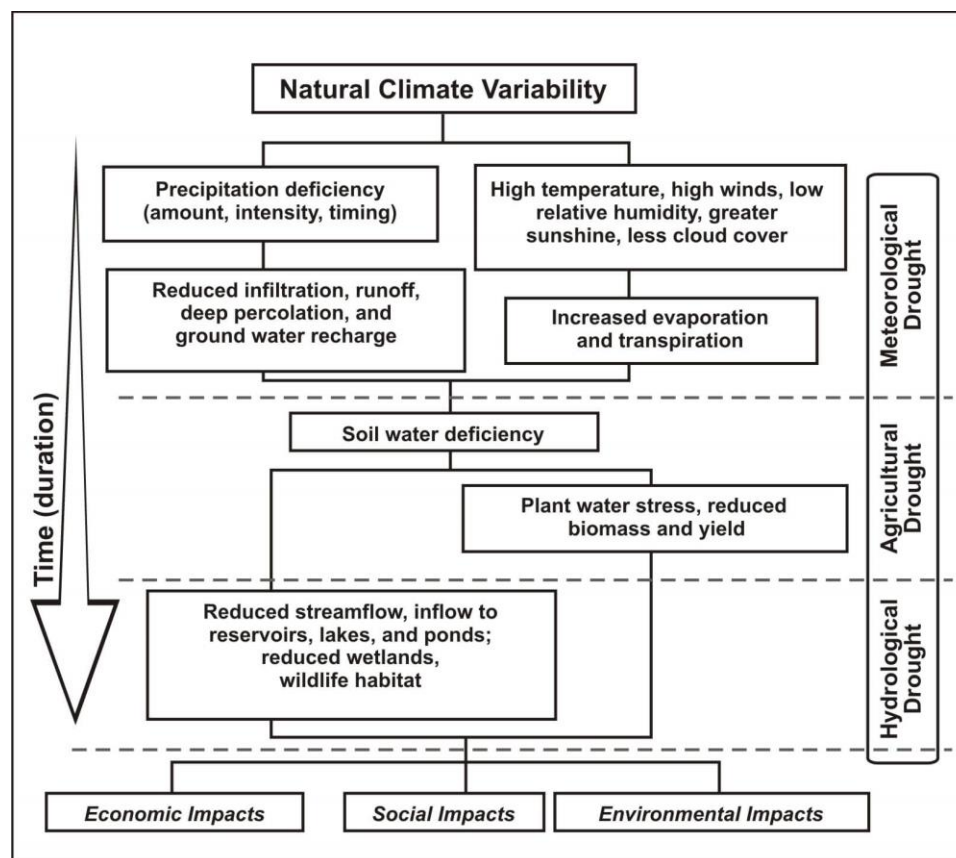 Natural Climate Variability
Precipitation deficiency
(amount, intensity, timing)
High temperature, high winds, low
relative humidity, greater
sunshine, less cloud cover
Reduced infiltration, runoff,
deep percolation, and
ground water recharge
Increased evaporation
and transpiration
Meteorological
Drought
Time (duration)
Soil water deficiency
Plant water stress, reduced
biomass and yield
Agricultural
Drought
Reduced streamflow, inflow to
reservoirs, lakes, and ponds;
reduced wetlands,
wildlife habitat
Hydrological
Drought
Economic Impacts
Social Impacts
Environmental Impacts